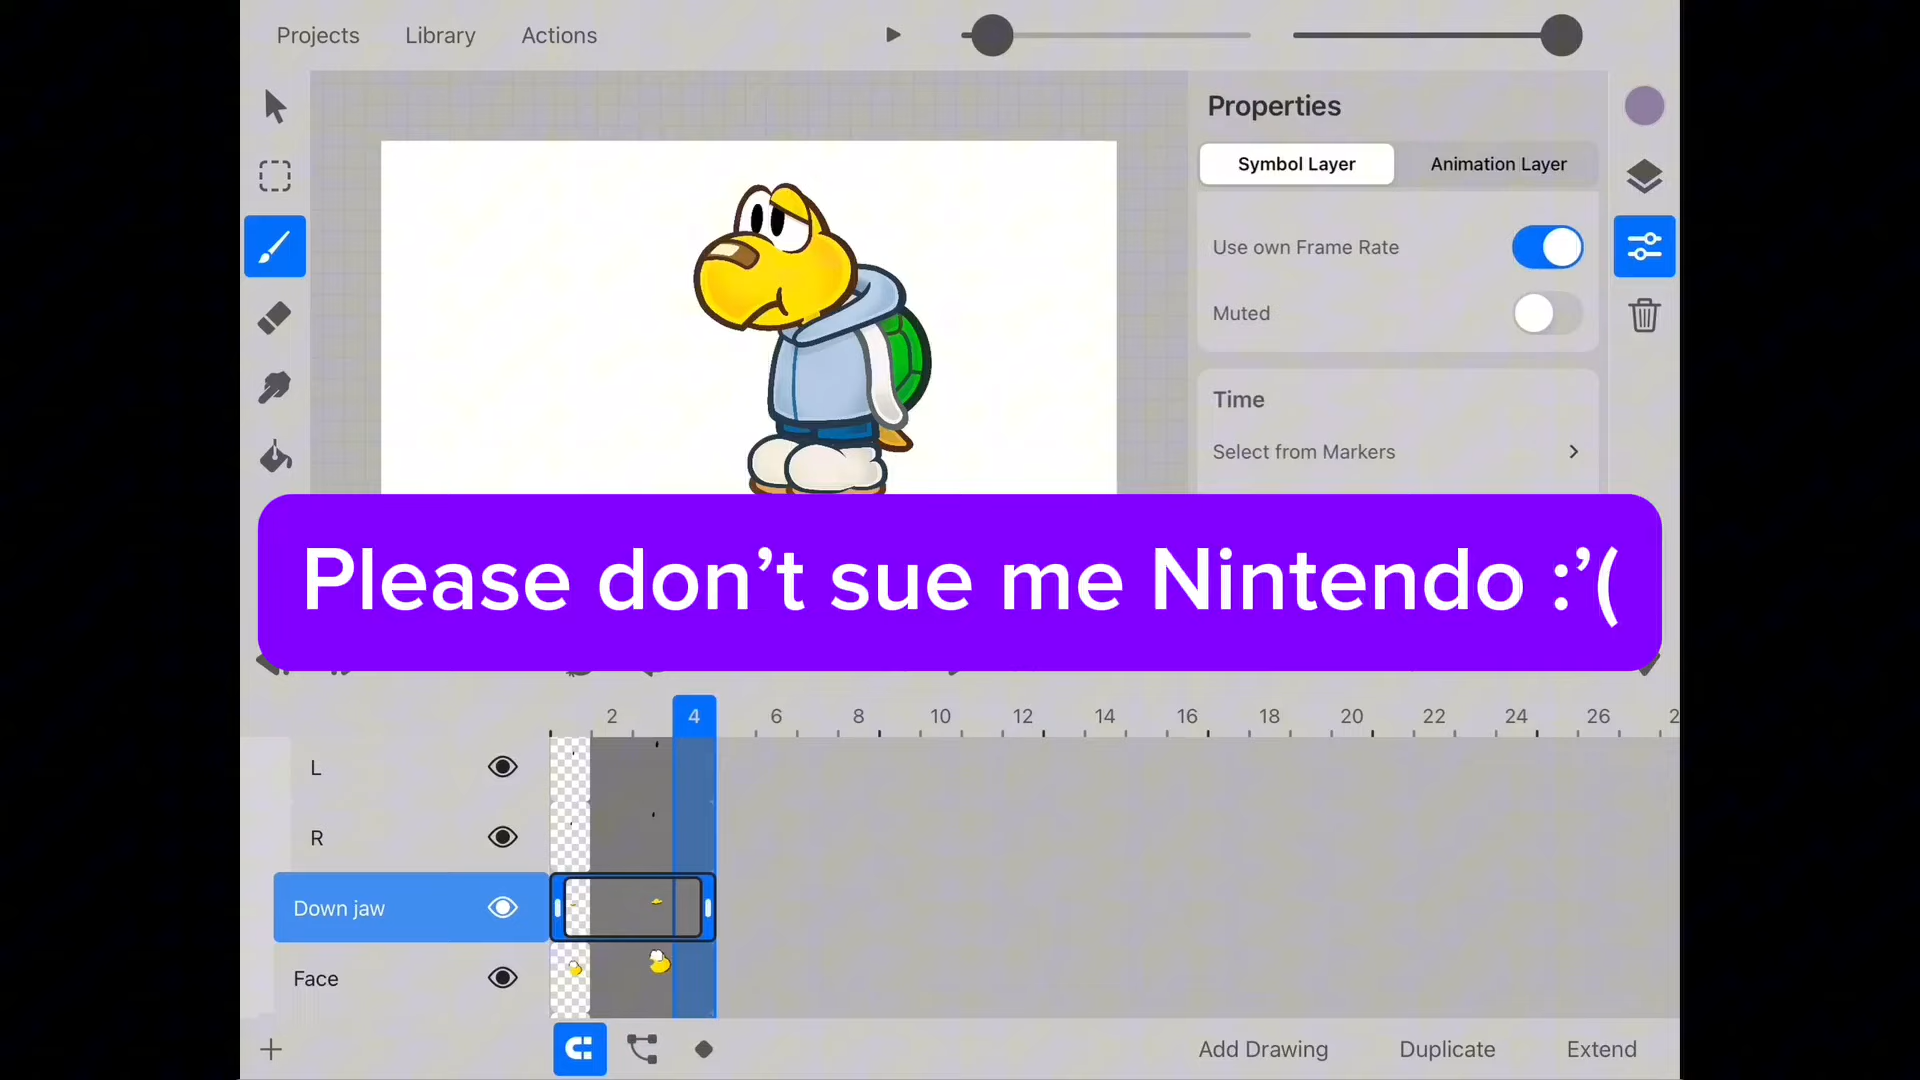 Projects Library Actions
Properties
Symbol Layer Animation Layer
Use own Frame Rate
Muted
Time
Select from Markers
Please don’t sue me Nintendo :’(
2 4 6 8 10 12 14 16 18 20 22 24 26 2
L
R
Down jaw
Face
Add Drawing Duplicate Extend